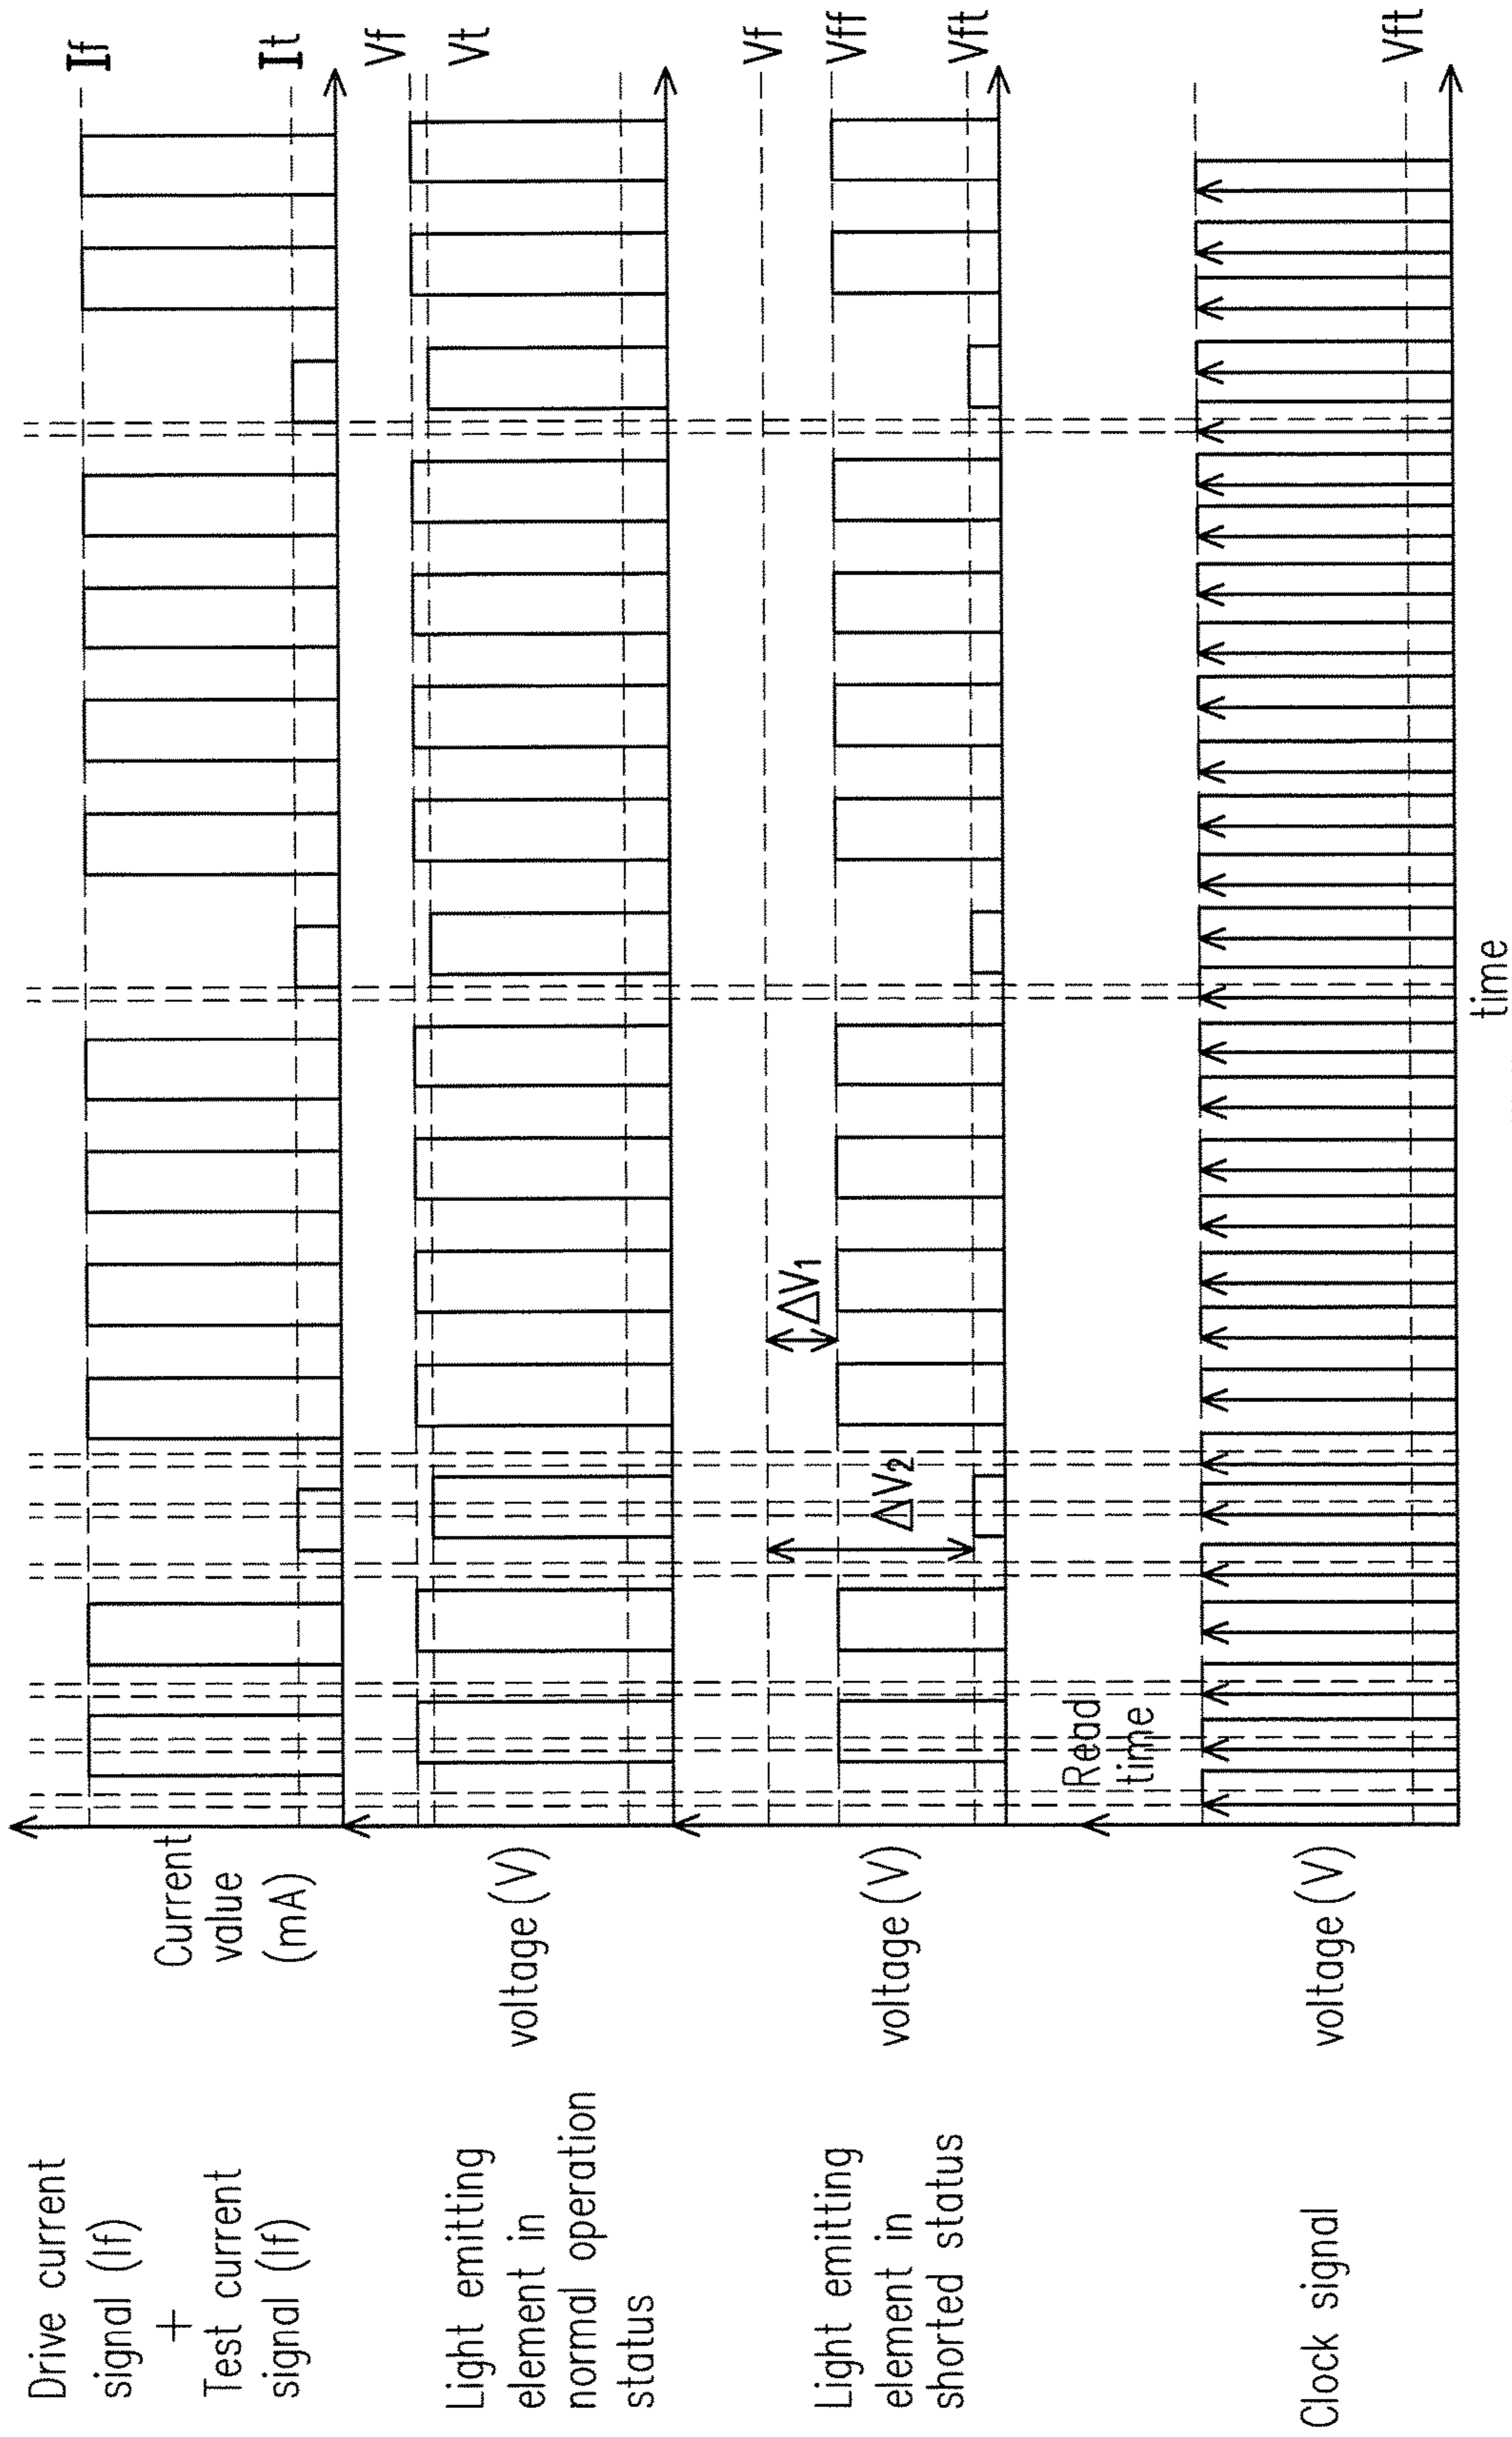 Drive current
signal (If)
+
Test current
signal (If)
Current
value
(mA)
If
It
Light emitting
element in
normal operation
status
voltage (V)
Vf
Vt
Light emitting
element in
shorted status
voltage (V)
ΔV2
ΔV1
Vf
Vff
Vft
Read
time
Clock signal
voltage (V)
Vft
time